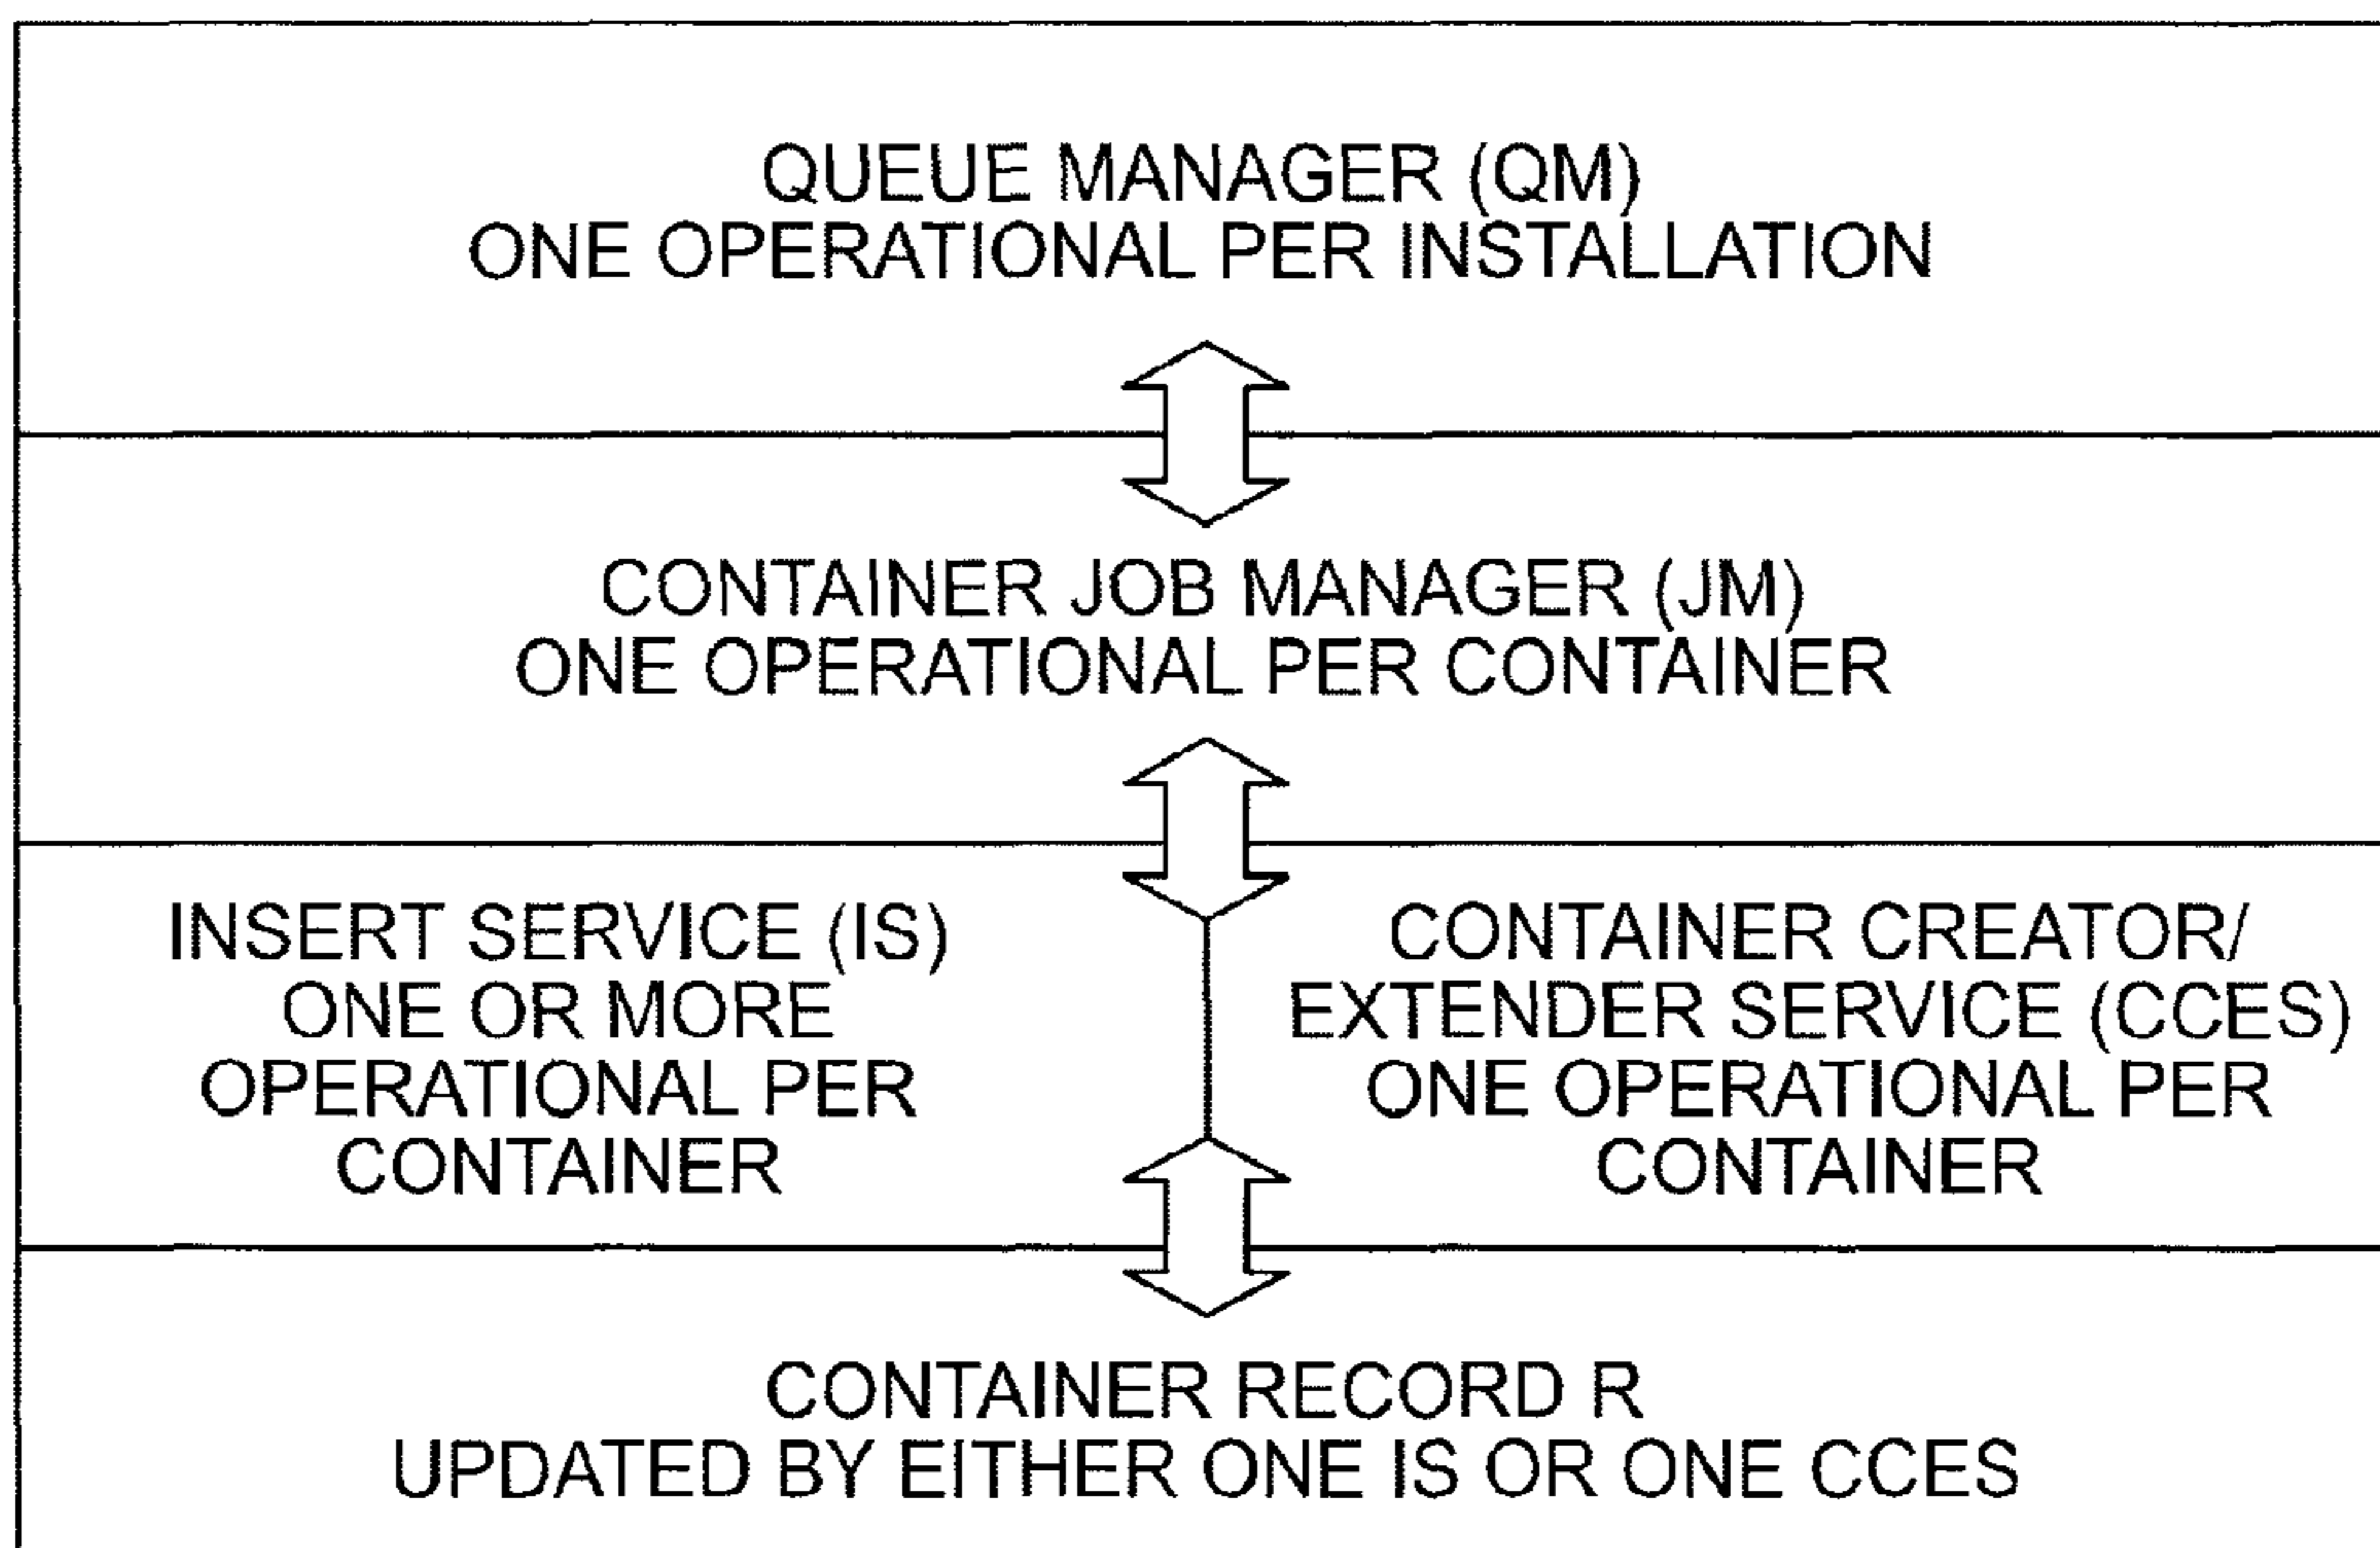 QUEUE MANAGER (QM)
ONE OPERATIONAL PER INSTALLATION
CONTAINER JOB MANAGER (JM)
ONE OPERATIONAL PER CONTAINER
INSERT SERVICE (IS)
ONE OR MORE
OPERATIONAL PER
CONTAINER
CONTAINER CREATOR/
EXTENDER SERVICE (CCES)
ONE OPERATIONAL PER
CONTAINER
CONTAINER RECORD R
UPDATED BY EITHER ONE IS OR ONE CCES